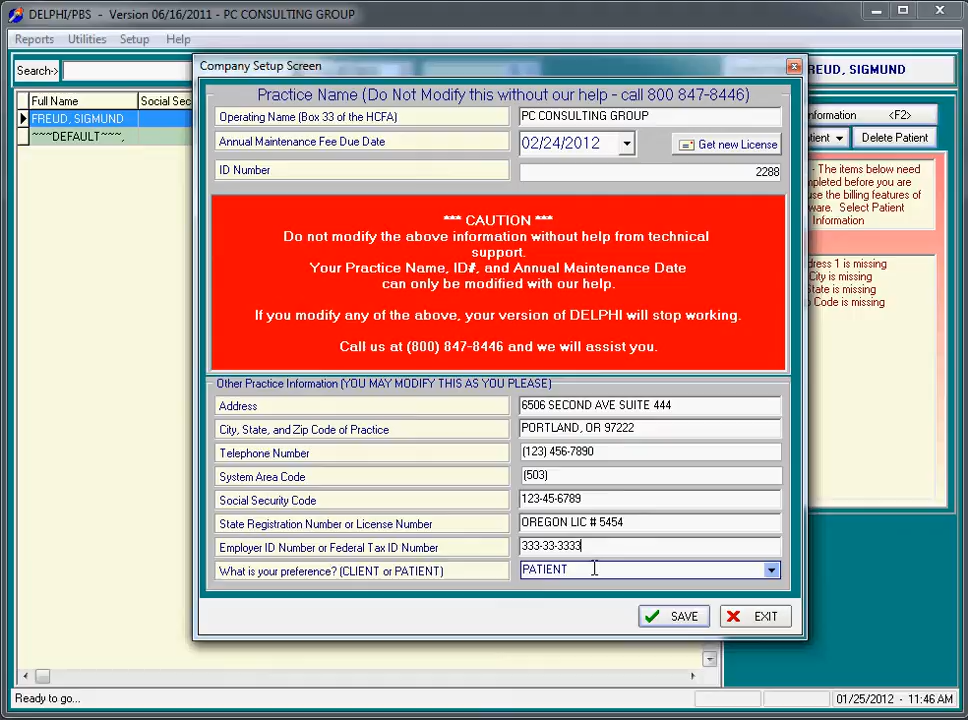 DELPHI/PBS - Version 06/16/2011 - PC CONSULTING GROUP
Reports Utilities Setup Help
Search->
Full Name Social Sec
FREUD, SIGMUND
~~~DEFAULT~~~,
Company Setup Screen
Practice Name (Do Not Modify this without our help - call 800 847-8446)
Operating Name (Box 33 of the HCFA) PC CONSULTING GROUP
Annual Maintenance Fee Due Date 02/24/2012 Get new License
ID Number 2288
*** CAUTION ***
Do not modify the above information without help from technical
support.
Your Practice Name, ID#, and Annual Maintenance Date
can only be modified with our help.
If you modify any of the above, your version of DELPHI will stop working.
Call us at (800) 847-8446 and we will assist you.
Other Practice Information (YOU MAY MODIFY THIS AS YOU PLEASE)
Address 6506 SECOND AVE SUITE 444
City, State, and Zip Code of Practice PORTLAND, OR 97222
Telephone Number (123) 456-7890
System Area Code (503)
Social Security Code 123-45-6789
State Registration Number or License Number OREGON LIC # 5454
Employer ID Number or Federal Tax ID Number 333-33-3333
What is your preference? (CLIENT or PATIENT) PATIENT
SAVE EXIT
REUD, SIGMUND
formation <F2>
tient Delete Patient
- The items below need
mpleted before you are
use the billing features of
ware. Select Patient
Information
dress 1 is missing
City is missing
State is missing
p Code is missing
Ready to go... 01/25/2012 - 11:46 AM